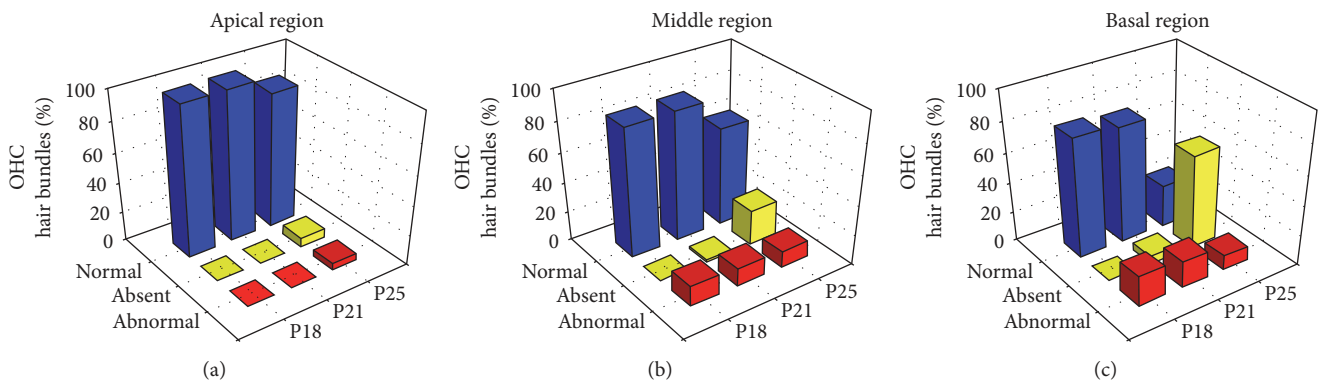 Apical region
100
80
60
40
20
0
OHC
hair bundles (%)
Normal
Absent
Abnormal
P18
P21
P25
(a)
Middle region
100
80
60
40
20
0
OHC
hair bundles (%)
Normal
Absent
Abnormal
P18
P21
P25
(b)
Basal region
100
80
60
40
20
0
OHC
hair bundles (%)
Normal
Absent
Abnormal
P18
P21
P25
(c)